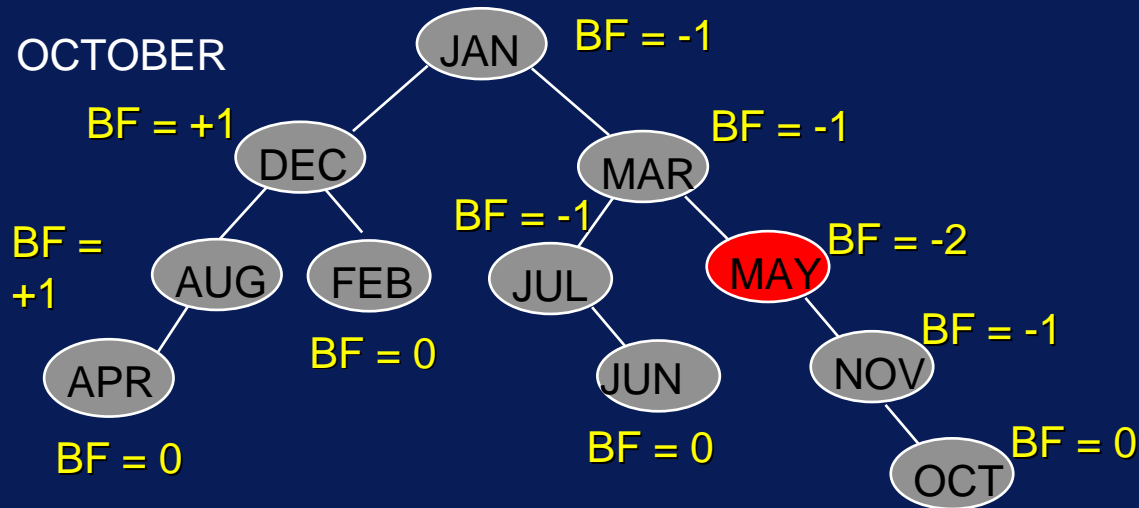 OCTOBER
JAN
BF = -1
BF = +1
DEC
MAR
BF = -1
BF =
+1
AUG
FEB
BF = -1
JUL
MAY
BF = -2
APR
BF = 0
JUN
NOV
BF = -1
BF = 0
BF = 0
OCT
BF = 0